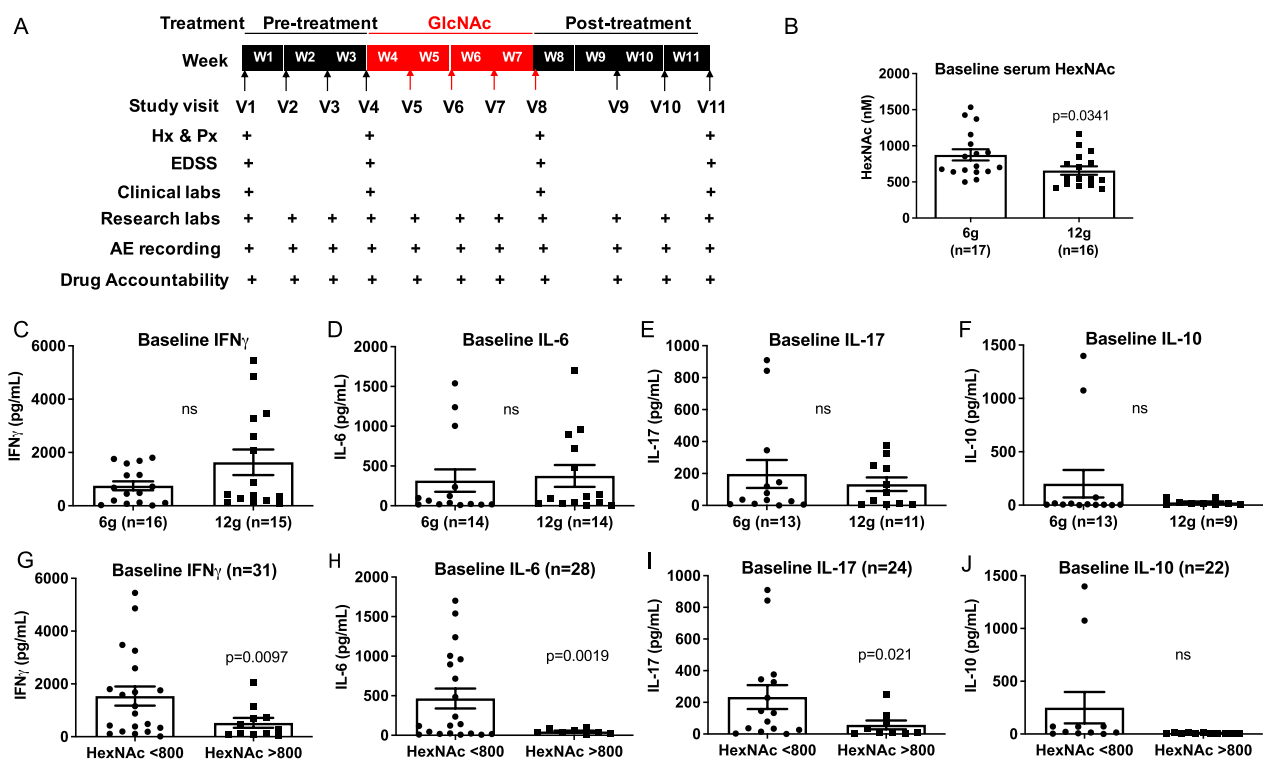 A
Treatment Pre-treatment GlcNAc Post-treatment
Week W1 W2 W3 W4 W5 W6 W7 W8 W9 W10 W11
Study visit V1 V2 V3 V4 V5 V6 V7 V8 V9 V10 V11
Hx & Px + + + +
EDSS + + + +
Clinical labs + + + +
Research labs + + + + + + + + + + +
AE recording + + + + + + + + + + +
Drug Accountability + + + + + + + + + + +
B
Baseline serum HexNAc
HexNAc (nM)
2000
1500
1000
500
0
p=0.0341
6g 12g
(n=17) (n=16)
C
Baseline IFNγ
IFNγ (pg/mL)
6000
4000
2000
0
ns
6g (n=16) 12g (n=15)
D
Baseline IL-6
IL-6 (pg/mL)
2000
1500
1000
500
0
ns
6g (n=14) 12g (n=14)
E
Baseline IL-17
IL-17 (pg/mL)
1000
800
600
400
200
0
ns
6g (n=13) 12g (n=11)
F
Baseline IL-10
IL-10 (pg/mL)
1500
1000
500
0
ns
6g (n=13) 12g (n=9)
G
Baseline IFNγ (n=31)
IFNγ (pg/mL)
6000
4000
2000
0
p=0.0097
HexNAc <800 HexNAc >800
H
Baseline IL-6 (n=28)
IL-6 (pg/mL)
2000
1500
1000
500
0
p=0.0019
HexNAc <800 HexNAc >800
I
Baseline IL-17 (n=24)
IL-17 (pg/mL)
1000
800
600
400
200
0
p=0.021
HexNAc <800 HexNAc >800
J
Baseline IL-10 (n=22)
IL-10 (pg/mL)
1500
1000
500
0
ns
HexNAc <800 HexNAc >800